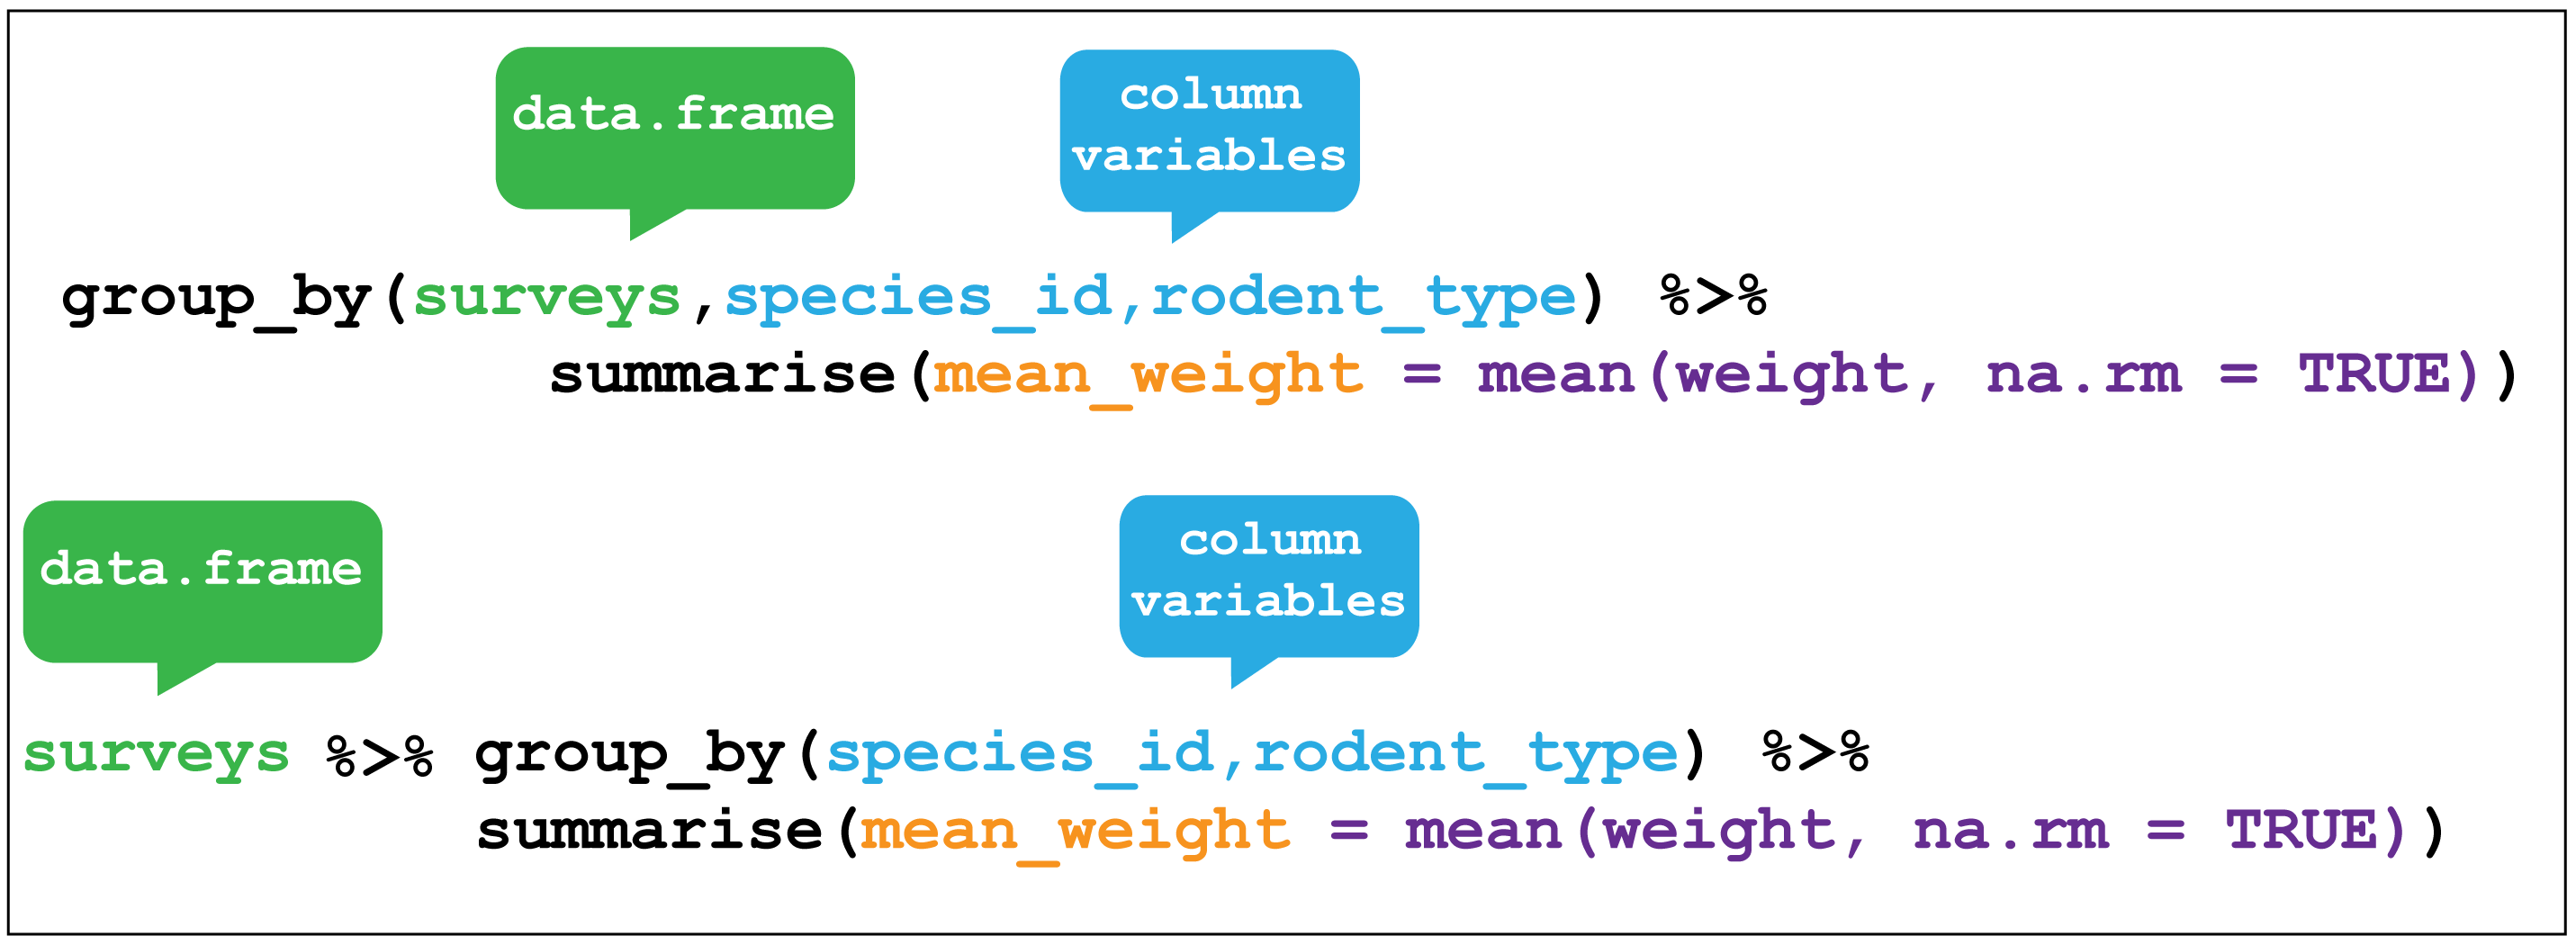 data.frame
column
variables
group_by(surveys,species_id,rodent_type) %>%
summarise(mean_weight = mean(weight, na.rm = TRUE))
data.frame
column
variables
surveys %>% group_by(species_id,rodent_type) %>%
summarise(mean_weight = mean(weight, na.rm = TRUE))